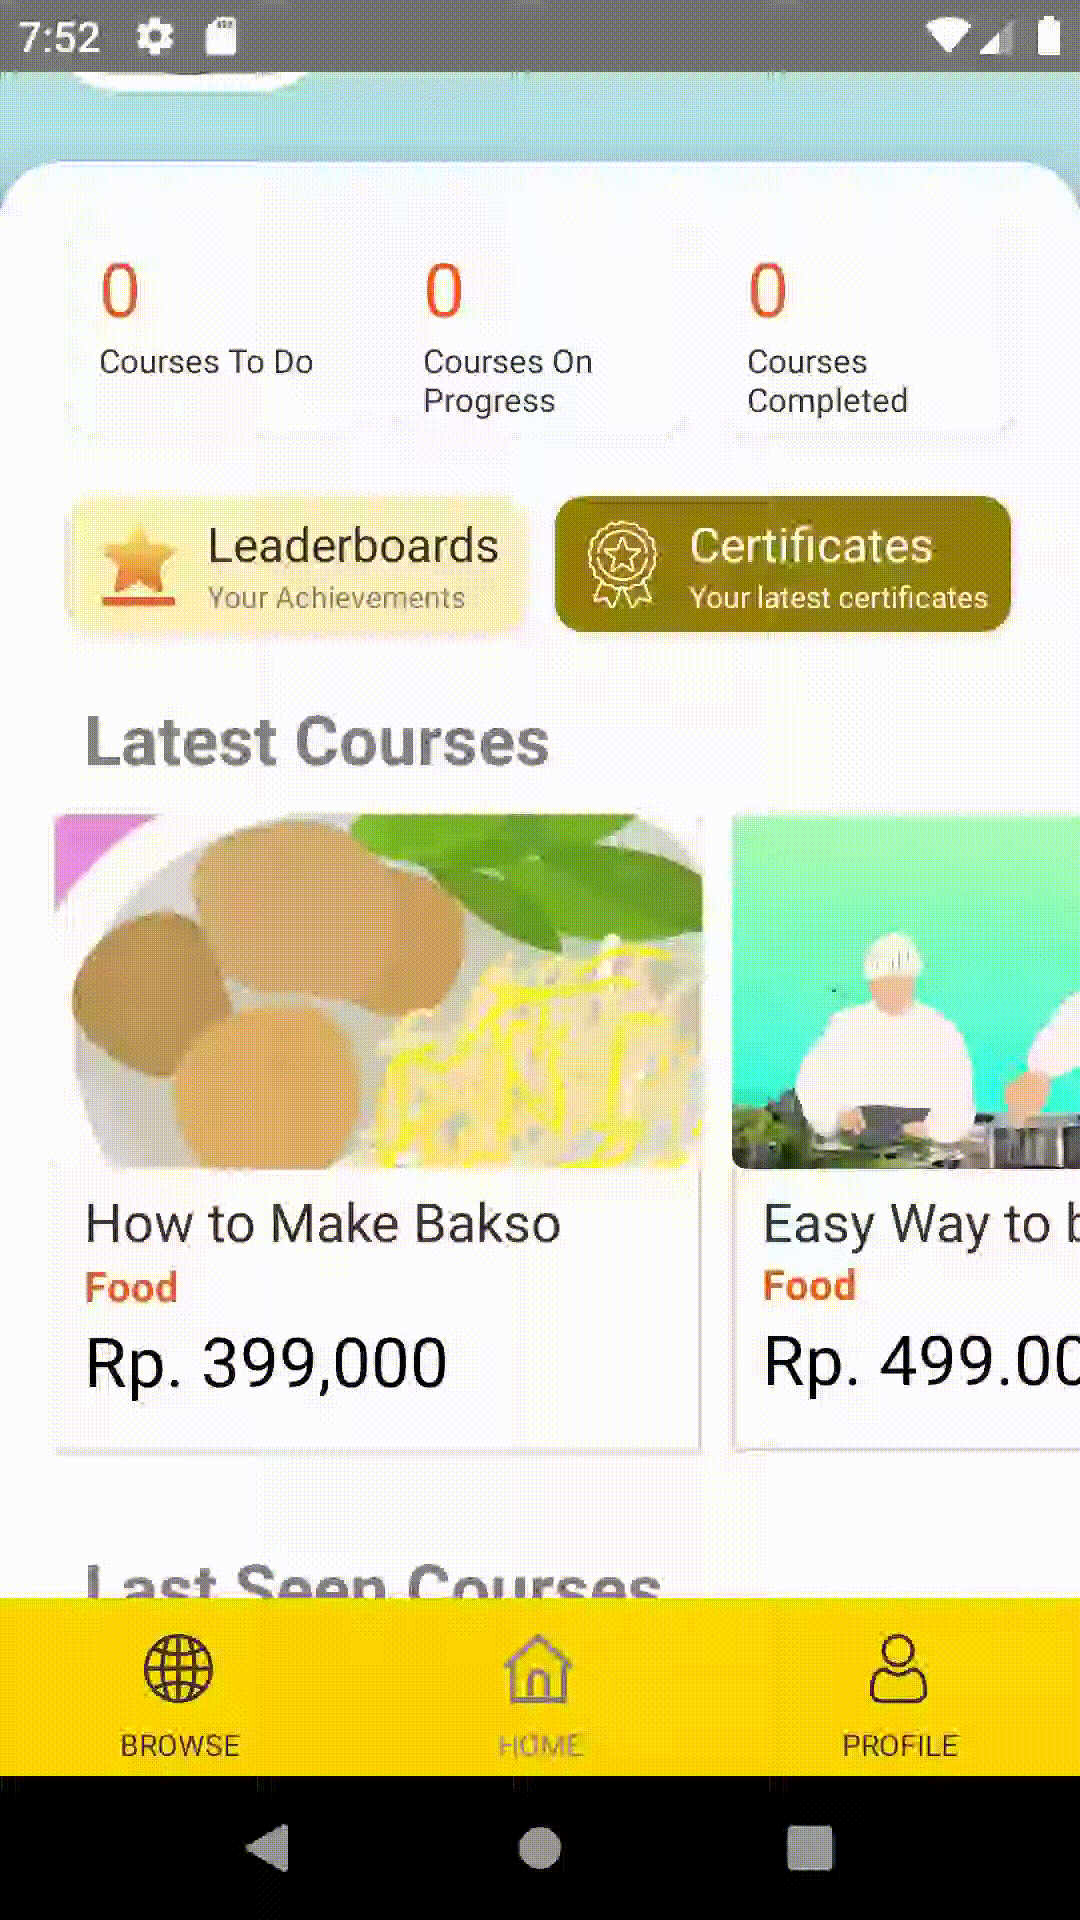 7:52
0
0
0
Courses To Do
Courses On
Progress
Courses
Completed
Leaderboards
Your Achievements
Certificates
Your latest certificates
Latest Courses
How to Make Bakso
Food
Rp. 399,000
Easy Way to b
Food
Rp. 499.00
Last Seen Courses
BROWSE
HOME
PROFILE